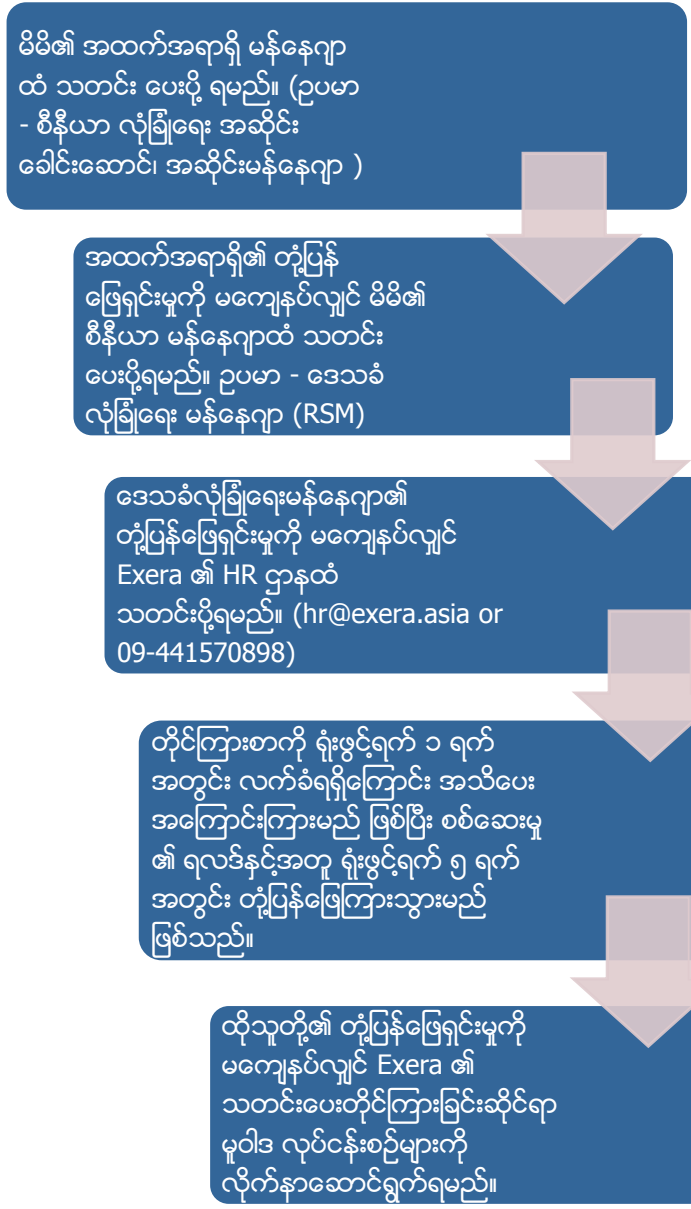 မိမိ၏ အထက်အရာရှိ မန်နေဂျာ
ထံ သတင်း ပေးပို့ ရမည်။ (ဥပမာ
- စီနီယာ လုံခြုံရေး အဆိုင်း
ခေါင်းဆောင်၊ အဆိုင်းမန်နေဂျာ )
အထက်အရာရှိ၏ တုံ့ပြန်
ဖြေရှင်းမှုကို မကျေနပ်လျှင် မိမိ၏
စီနီယာ မန်နေဂျာထံ သတင်း
ပေးပို့ရမည်။ ဥပမာ - ဒေသခံ
လုံခြုံရေး မန်နေဂျာ (RSM)
ဒေသခံလုံခြုံရေးမန်နေဂျာ၏
တုံ့ပြန်ဖြေရှင်းမှုကို မကျေနပ်လျှင်
Exera ၏ HR ဌာနထံ
သတင်းပို့ရမည်။ (hr@exera.asia or
09-441570898)
တိုင်ကြားစာကို ရုံးဖွင့်ရက် ၁ ရက်
အတွင်း လက်ခံရရှိကြောင်း အသိပေး
အကြောင်းကြားမည် ဖြစ်ပြီး စစ်ဆေးမှု
၏ ရလဒ်နှင့်အတူ ရုံးဖွင့်ရက် ၅ ရက်
အတွင်း တုံ့ပြန်ဖြေကြားသွားမည်
ဖြစ်သည်။
ထိုသူတို့၏ တုံ့ပြန်ဖြေရှင်းမှုကို
မကျေနပ်လျှင် Exera ၏
သတင်းပေးတိုင်ကြားခြင်းဆိုင်ရာ
မူဝါဒ လုပ်ငန်းစဉ်များကို
လိုက်နာဆောင်ရွက်ရမည်။